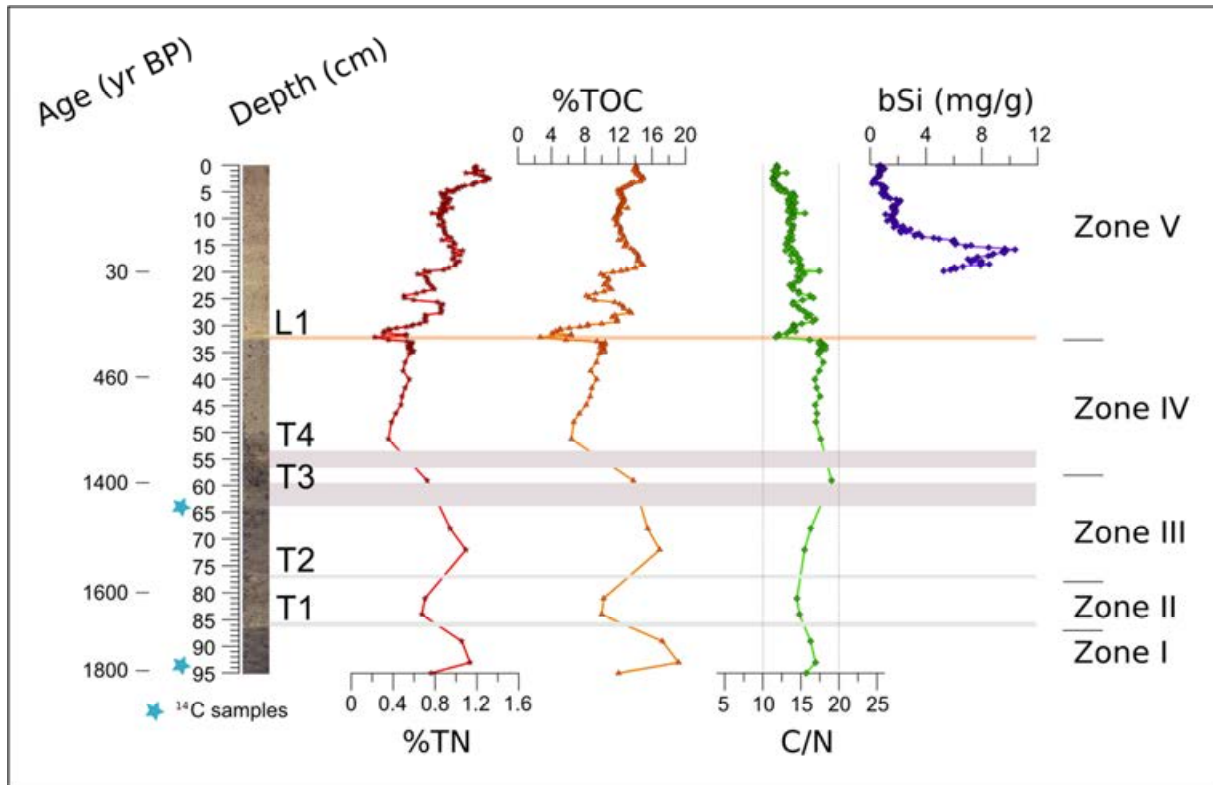 Age (yr BP)
Depth (cm)
%TOC
bSi (mg/g)
0 4 8 12 16 20
0 4 8 12
0
5
10
15
30
20
25
L1
30
35
460
40
45
T4
50
55
T3
1400
60
65
70
T2
75
1600
80
T1
85
90
1800
95
Zone V
Zone IV
Zone III
Zone II
Zone I
14C samples
0 0.4 0.8 1.2 1.6
5 10 15 20 25
%TN
C/N